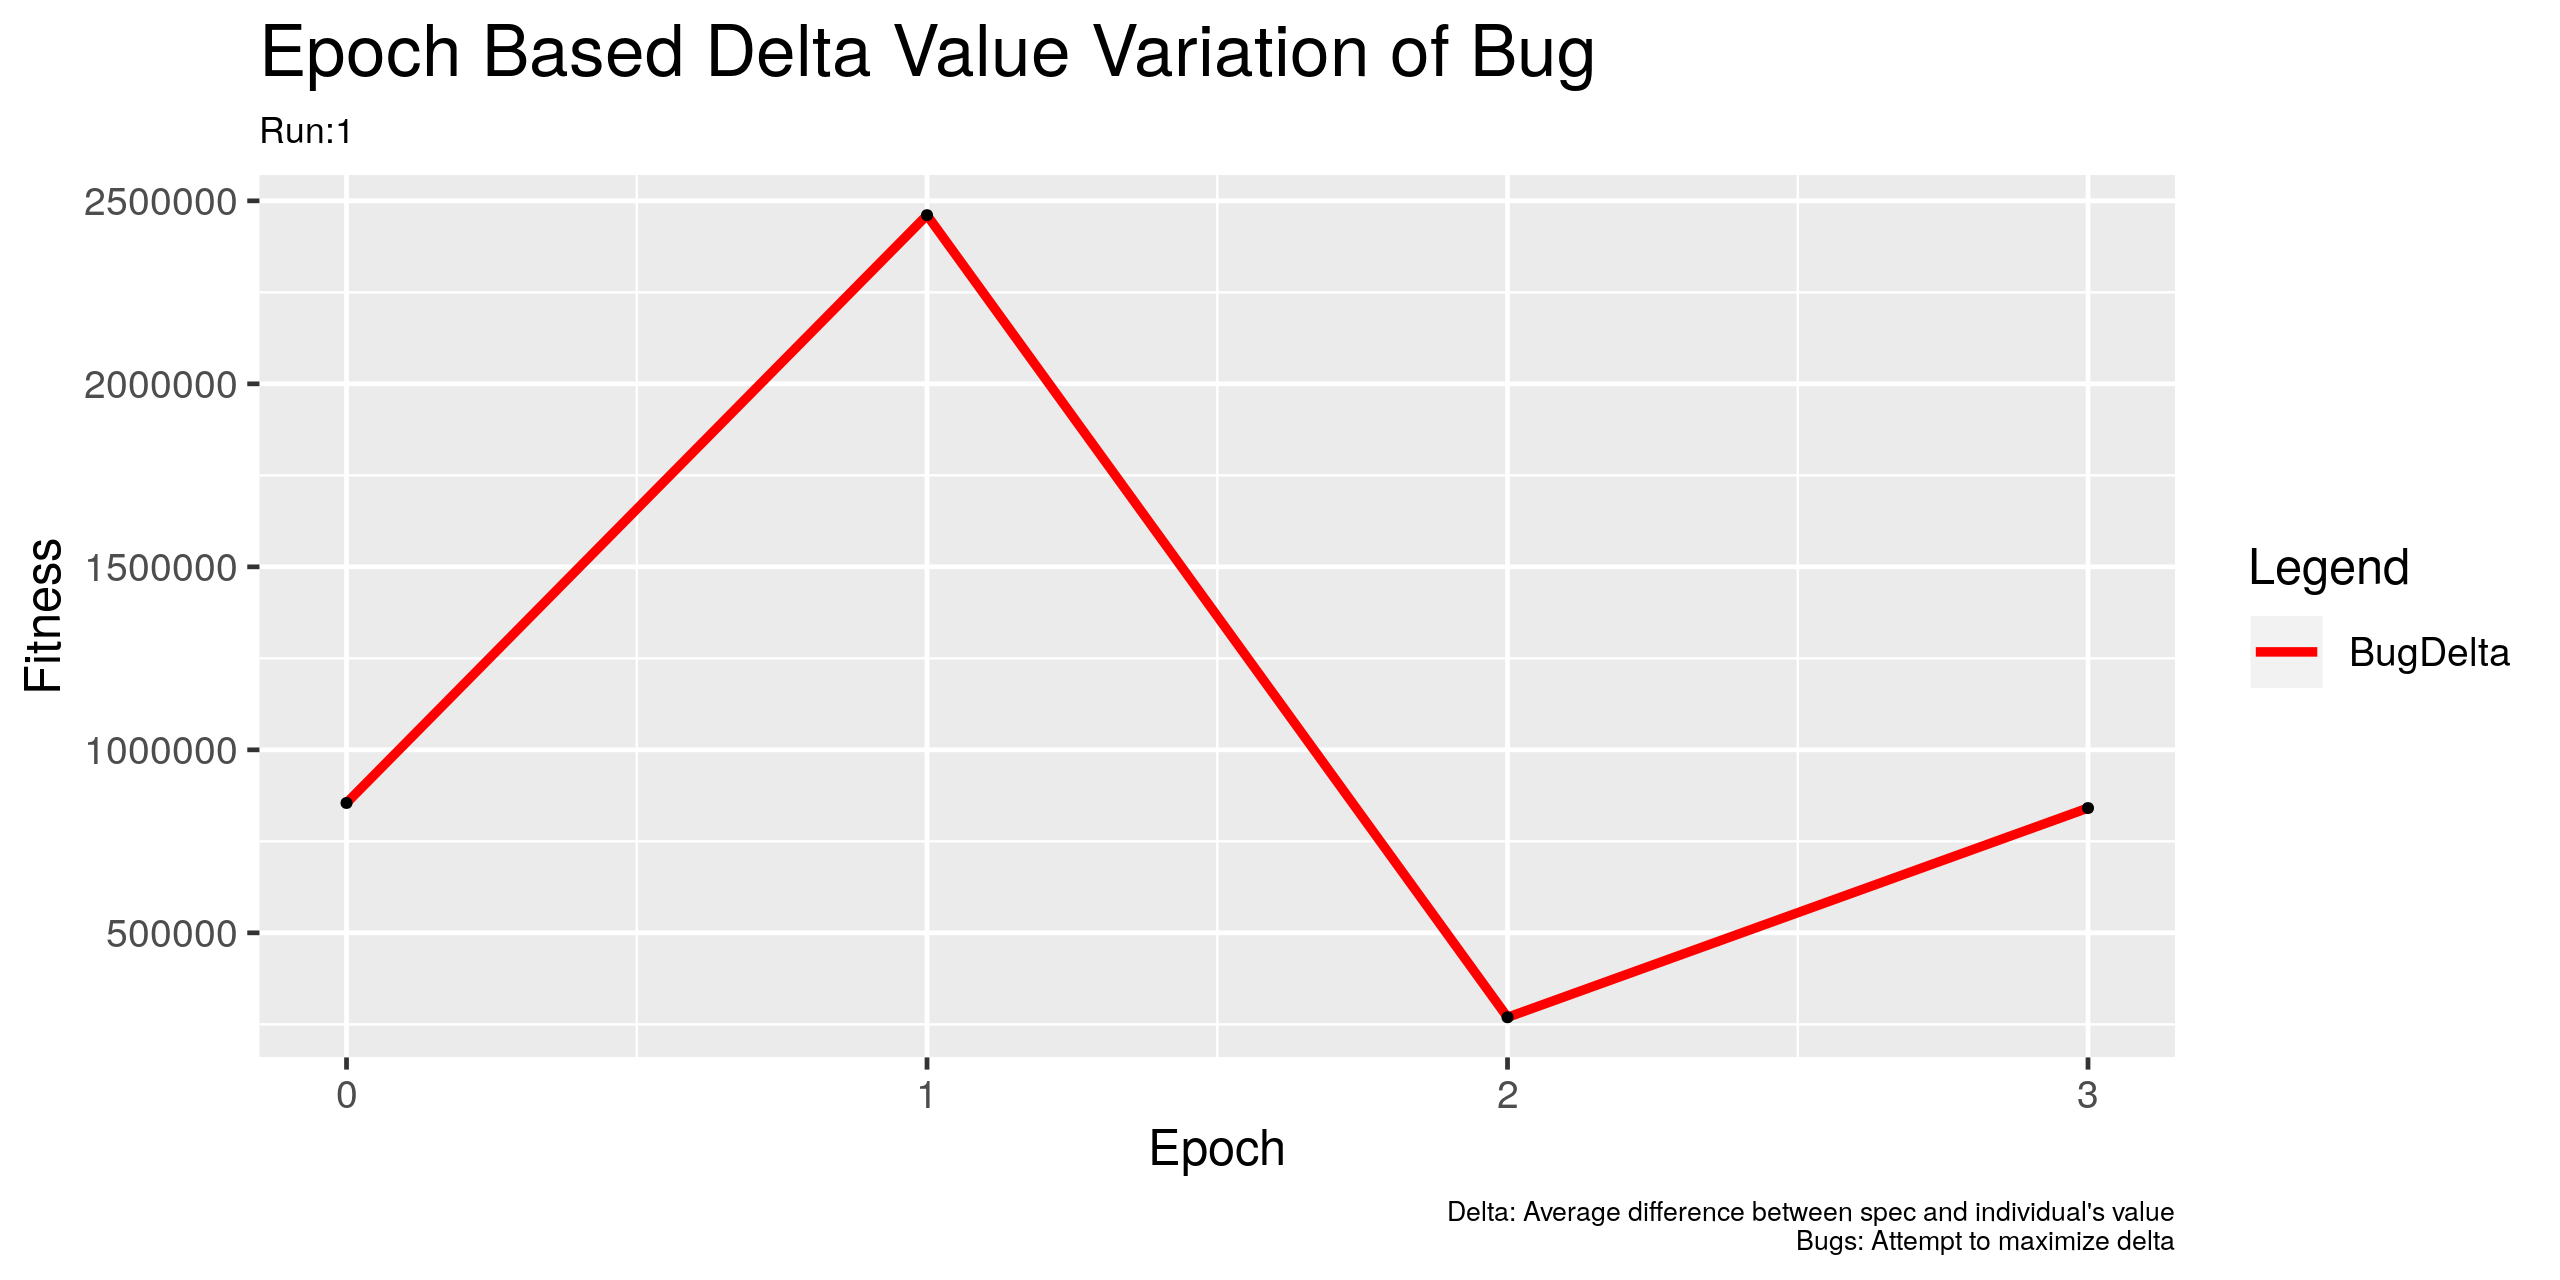 Epoch Based Delta Value Variation of Bug
Run:1
2500000
2000000
1500000
1000000
500000
Fitness
0 1 2 3
Epoch
Legend
BugDelta
Delta: Average difference between spec and individual's value
Bugs: Attempt to maximize delta